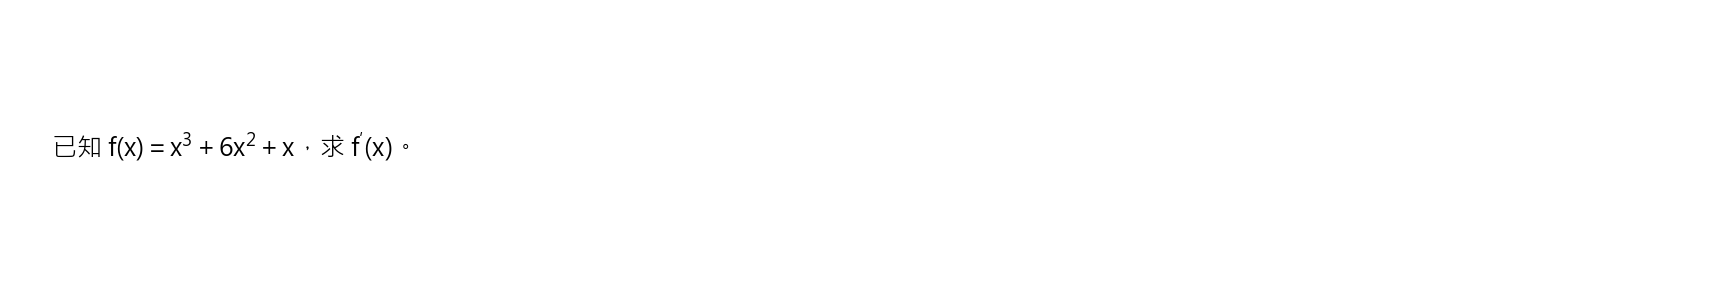 已知 f(x) = x³ + 6x² + x，求 f′(x)。